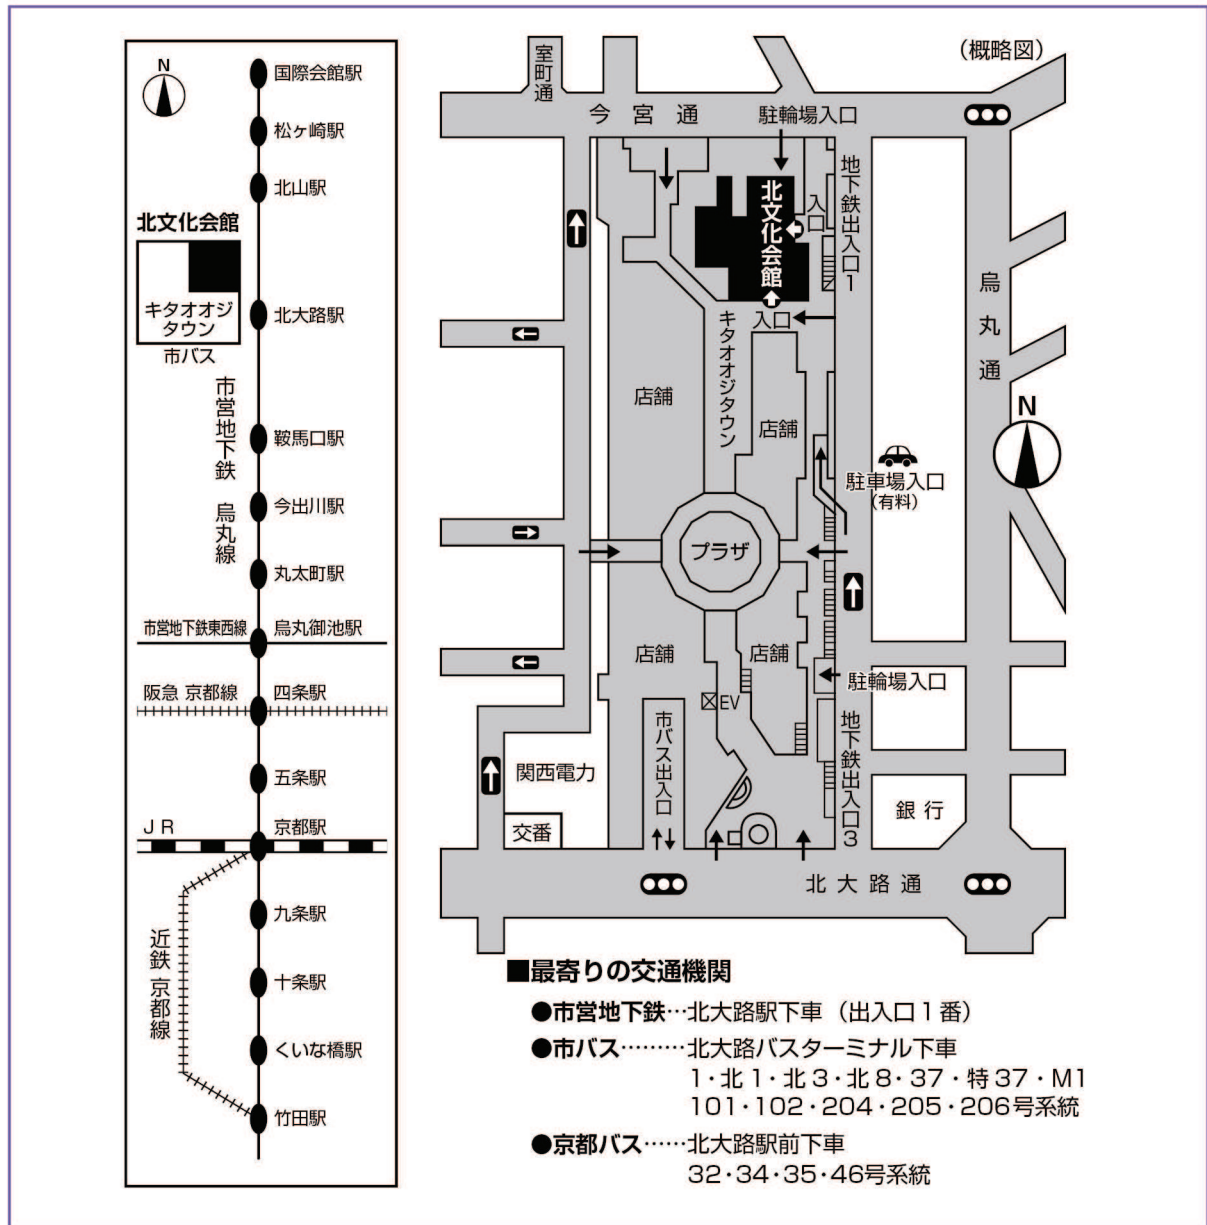 N
国際会館駅
松ヶ崎駅
北山駅
北文化会館
キタオオジ
タウン
市バス
北大路駅
市営地下鉄 烏丸線
鞍馬口駅
今出川駅
丸太町駅
市営地下鉄東西線
烏丸御池駅
阪急 京都線
四条駅
五条駅
JR
京都駅
九条駅
近鉄 京都線
十条駅
くいな橋駅
竹田駅
(概略図)
室町通
今宮通
駐輪場入口
地下鉄出入口1
北文化会館
入口
入口
キタオオジタウン
烏丸通
店舗
店舗
N
駐車場入口
(有料)
プラザ
店舗
店舗
駐輪場入口
EV
市バス出入口
地下鉄出入口3
関西電力
交番
銀行
北大路通
■最寄りの交通機関
●市営地下鉄…北大路駅下車 (出入口1番)
●市バス………北大路バスターミナル下車
1・北1・北3・北8・37・特37・M1
101・102・204・205・206号系統
●京都バス……北大路駅前下車
32・34・35・46号系統